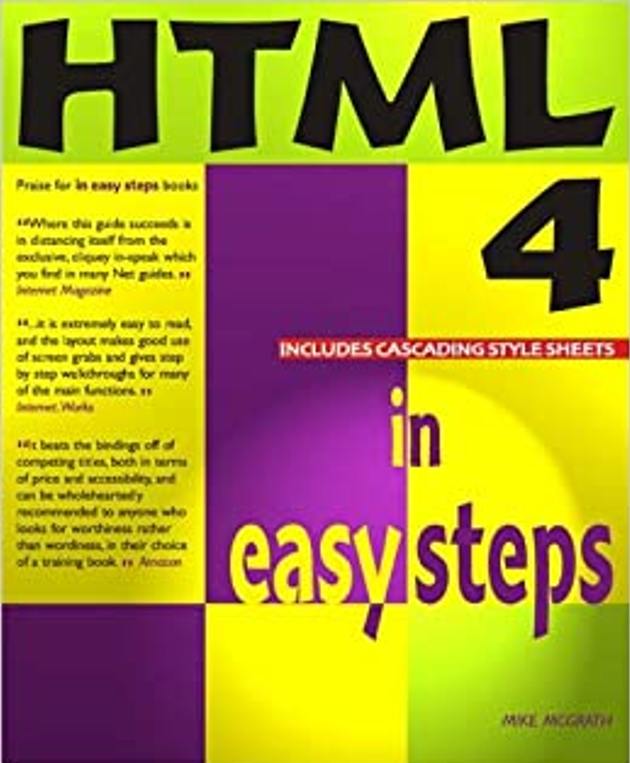 HTML
4
Praise for in easy steps books
"Where this guide succeeds is
in distancing itself from the
exclusive, cliquey in-speak which
you find in many Net guides."
Internet Magazine
"...it is extremely easy to read,
and the layout makes good use
of screen grabs and gives step
by step walkthroughs for many
of the main functions."
Internet Works
"It beats the bindings off of
competing titles, both in terms
of price and accessibility, and
can be wholeheartedly
recommended to anyone who
looks for worthiness rather
than wordiness, in their choice
of a training book." Amazon
INCLUDES CASCADING STYLE SHEETS
in
easy steps
MIKE MCGRATH